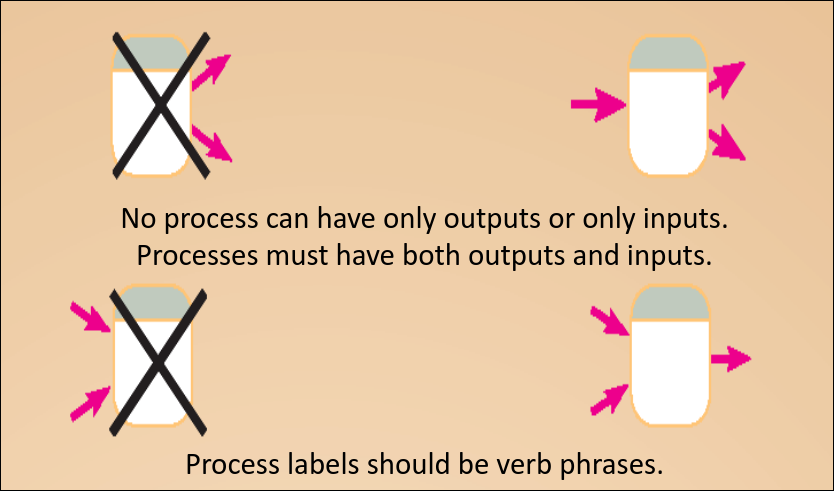 No process can have only outputs or only inputs.
Processes must have both outputs and inputs.
Process labels should be verb phrases.